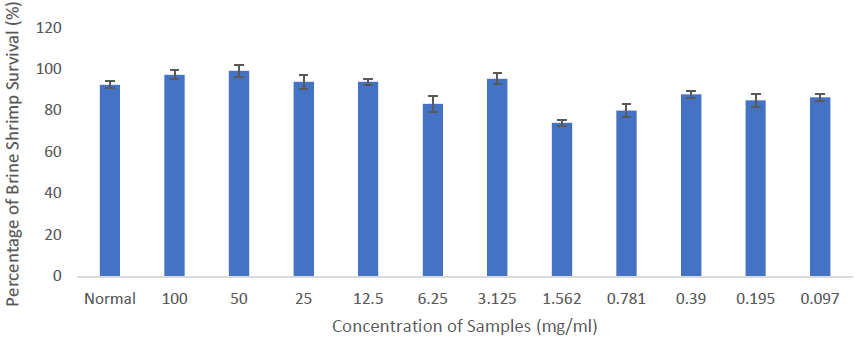 Percentage of Brine Shrimp Survival (%)
120
100
80
60
40
20
0
Normal 100 50 25 12.5 6.25 3.125 1.562 0.781 0.39 0.195 0.097
Concentration of Samples (mg/ml)